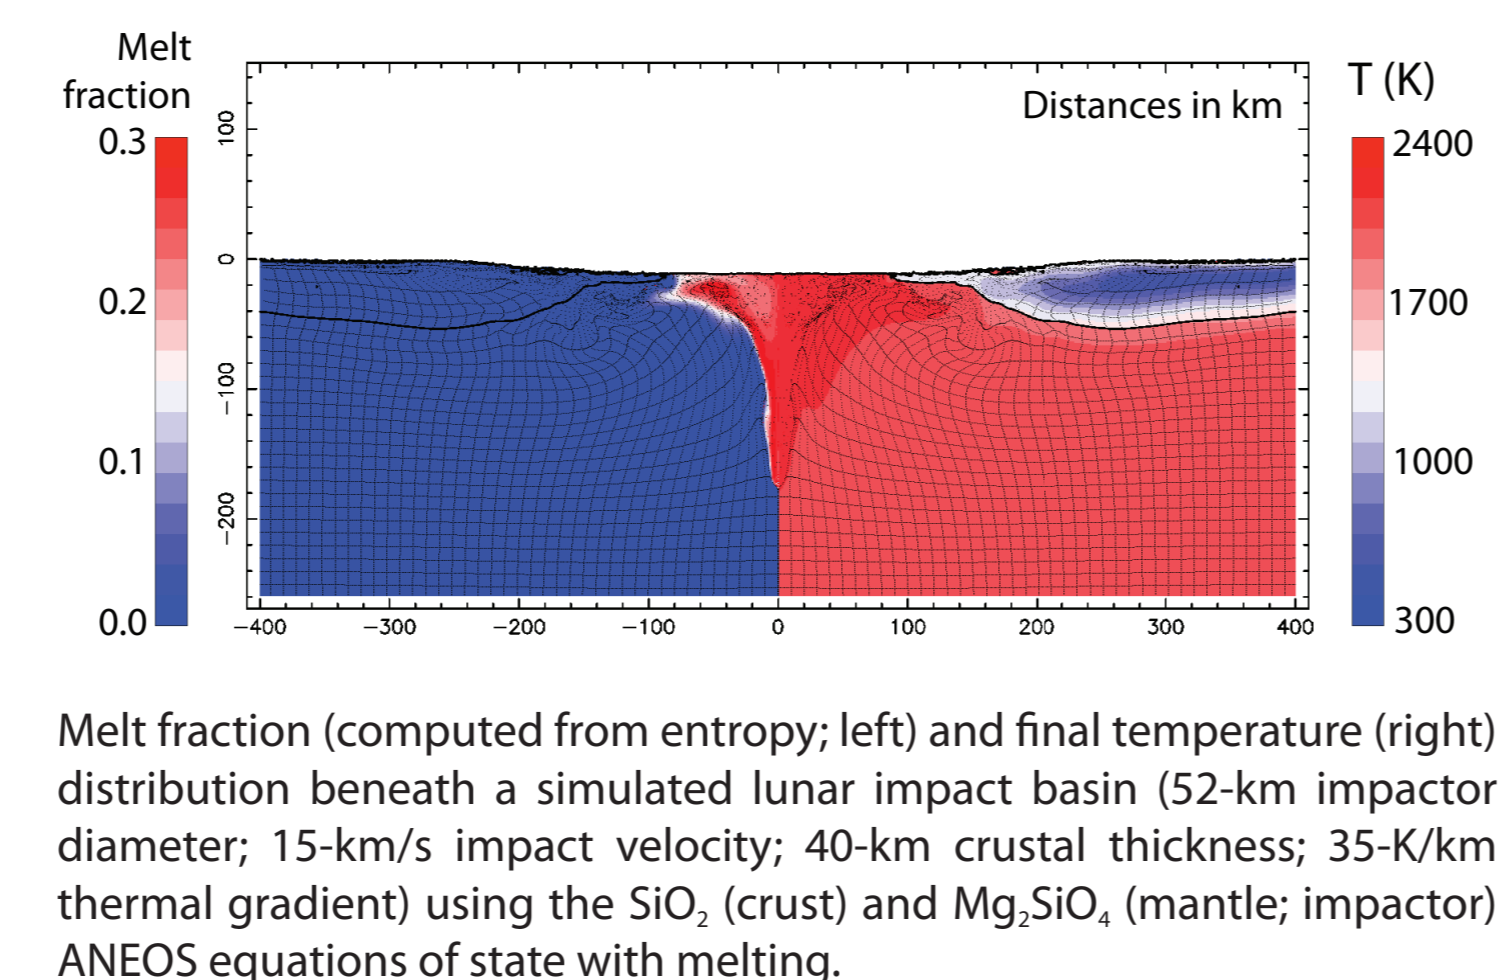 Melt
fraction
T (K)
Distances in km
0.3
0.2
0.1
0.0
100
0
−100
−200
2400
1700
1000
300
−400
−300
−200
−100
0
100
200
300
400
Melt fraction (computed from entropy; left) and final temperature (right)
distribution beneath a simulated lunar impact basin (52-km impactor
diameter; 15-km/s impact velocity; 40-km crustal thickness; 35-K/km
thermal gradient) using the SiO₂ (crust) and Mg₂SiO₄ (mantle; impactor)
ANEOS equations of state with melting.